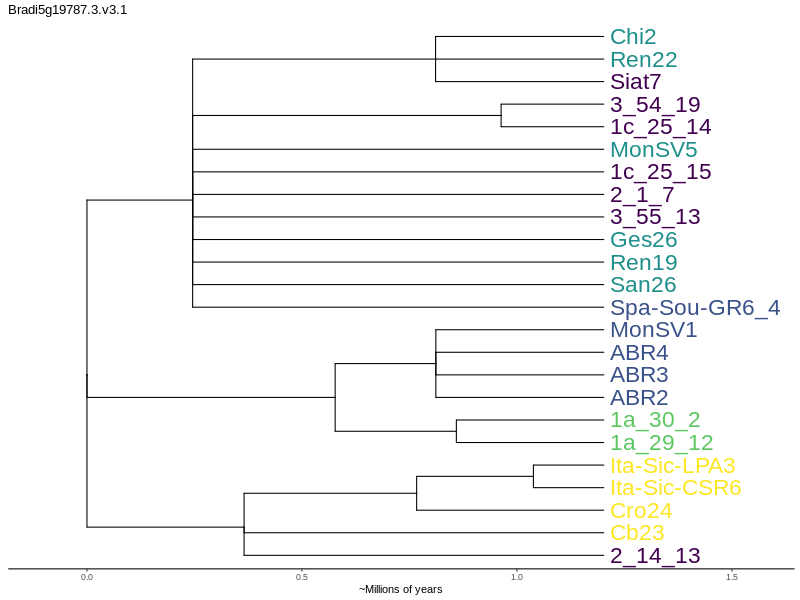 Bradi5g19787.3.v3.1
Chi2
Ren22
Siat7
3_54_19
1c_25_14
MonSV5
1c_25_15
2_1_7
3_55_13
Ges26
Ren19
San26
Spa-Sou-GR6_4
MonSV1
ABR4
ABR3
ABR2
1a_30_2
1a_29_12
Ita-Sic-LPA3
Ita-Sic-CSR6
Cro24
Cb23
2_14_13
0.0 0.5 1.0 1.5
~Millions of years